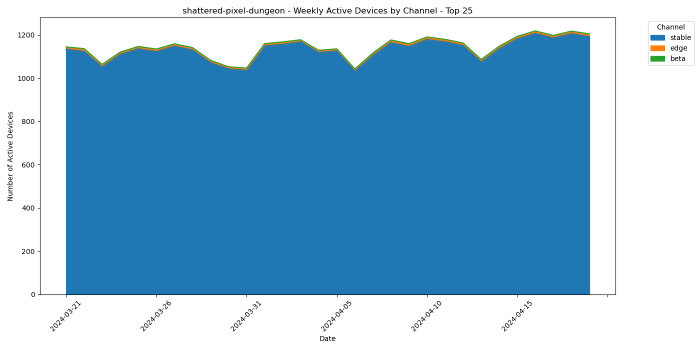 shattered-pixel-dungeon - Weekly Active Devices by Channel - Top 25
Channel
stable
edge
beta
Number of Active Devices
1200
1000
800
600
400
200
0
2024-03-21
2024-03-26
2024-03-31
2024-04-05
2024-04-10
2024-04-15
Date